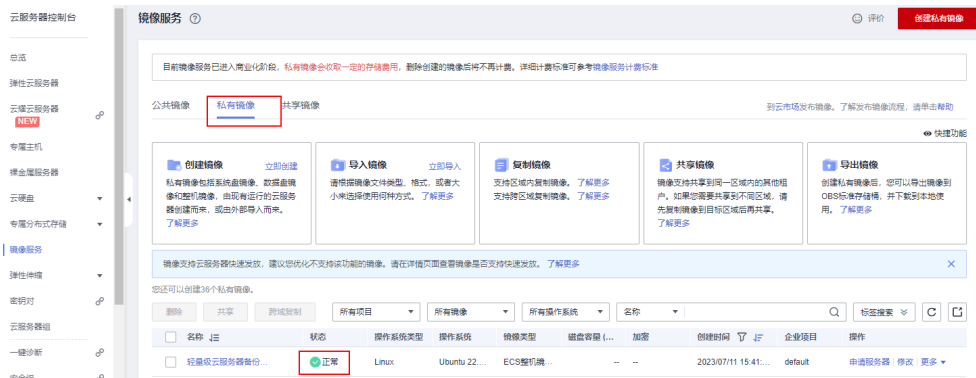 云服务器控制台
镜像服务
评价
创建私有镜像
总览
弹性云服务器
云耀云服务器
NEW
专属主机
裸金属服务器
云硬盘
专属分布式存储
镜像服务
弹性伸缩
密钥对
云服务器组
一键诊断
安全组
目前镜像服务已进入商业化阶段，私有镜像会收取一定的存储费用，删除创建的镜像后将不再计费。详细计费标准可参考镜像服务计费标准
公共镜像 私有镜像 共享镜像
到云市场发布镜像。了解发布镜像流程，请单击帮助
快捷功能
创建镜像 立即创建
私有镜像包括系统盘镜像、数据盘镜
像和整机镜像，由现有运行的云服务
器创建而来，或由外部导入而来。
了解更多
导入镜像 立即导入
请根据镜像文件类型、格式，或者大
小来选择使用何种方式。 了解更多
复制镜像
支持区域内复制镜像。 了解更多
支持跨区域复制镜像。 了解更多
共享镜像
镜像支持共享到同一区域内的其他租
户。如果您需要共享到不同区域，请
先复制镜像到目标区域后再共享。
了解更多
导出镜像
创建私有镜像后，您可以导出镜像到
OBS标准存储桶，并下载到本地使
用。 了解更多
镜像支持云服务器快速发放，建议您优化不支持该功能的镜像。请在详情页面查看镜像是否支持快速发放。 了解更多
您还可以创建36个私有镜像。
删除 共享 跨域复制 所有项目 所有镜像 所有操作系统 名称 标签搜索
名称 状态 操作系统类型 操作系统 镜像类型 磁盘容量 (... 加密 创建时间 企业项目 操作
轻量级云服务器备份... 正常 Linux Ubuntu 22.... ECS整机镜... -- -- 2023/07/11 15:41:... default 申请服务器 修改 更多